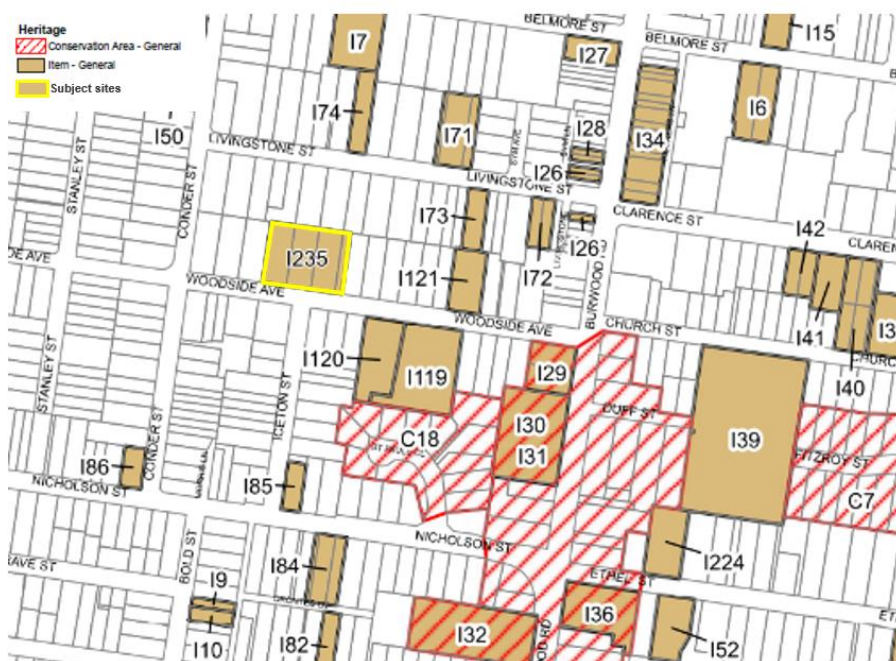 Heritage
Conservation Area - General
Item - General
Subject sites
BELMORE ST
I7
I27
BELMORE ST
I15
I74
I50
I71
I28
I34
I6
LIVINGSTONE ST
STANLEY ST
CONDER ST
I26
LIVINGSTONE ST
I73
CLARENCE ST
I42
CLAREN
I235
I121
I72
I26
BURWOOD R
WOODSIDE AVE
WOODSIDE AVE
CHURCH ST
I41
I40
I3
CHURC
I120
I119
I29
ICETON ST
DUFF ST
I39
STANLEY ST
CONDER ST
C18
I30
I31
FITZROY ST
C7
I86
I85
NICHOLSON ST
NICHOLSON ST
BOLD ST
I84
I224
ETHEL ST
ET
I9
I10
I82
I32
I36
I52